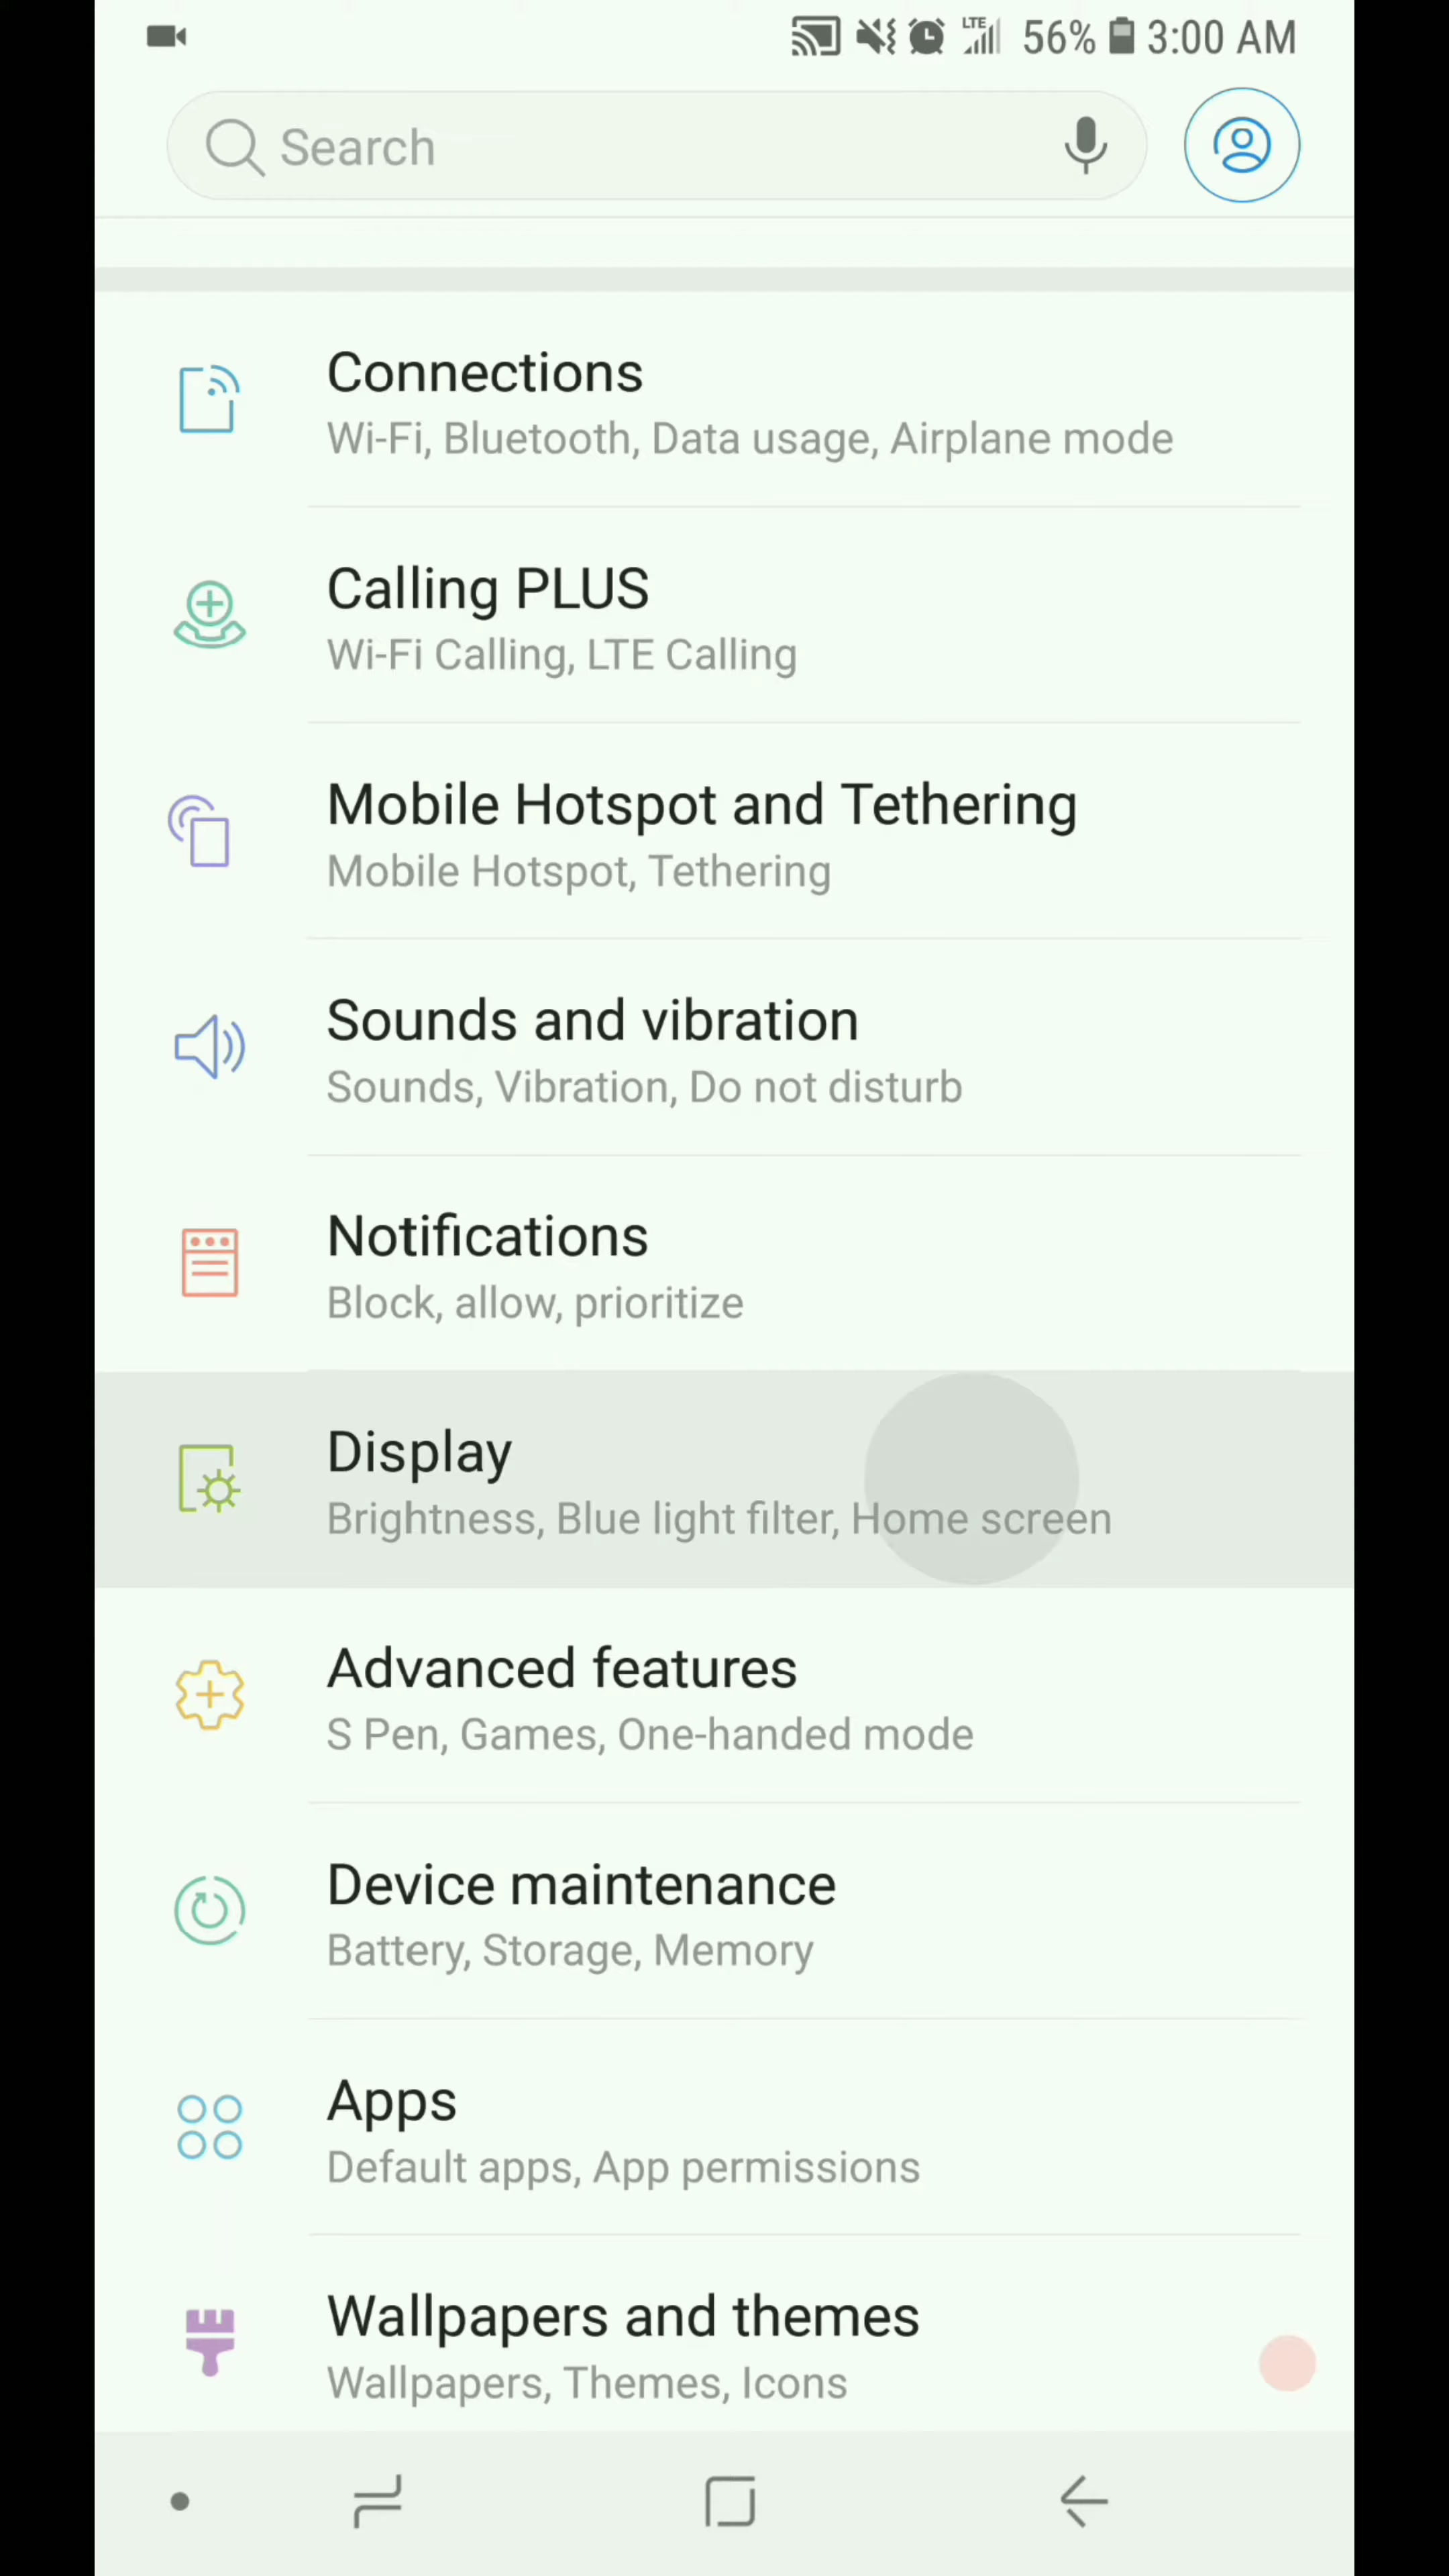 LTE 56% 3:00 AM
Search
Connections
Wi-Fi, Bluetooth, Data usage, Airplane mode
Calling PLUS
Wi-Fi Calling, LTE Calling
Mobile Hotspot and Tethering
Mobile Hotspot, Tethering
Sounds and vibration
Sounds, Vibration, Do not disturb
Notifications
Block, allow, prioritize
Display
Brightness, Blue light filter, Home screen
Advanced features
S Pen, Games, One-handed mode
Device maintenance
Battery, Storage, Memory
Apps
Default apps, App permissions
Wallpapers and themes
Wallpapers, Themes, Icons